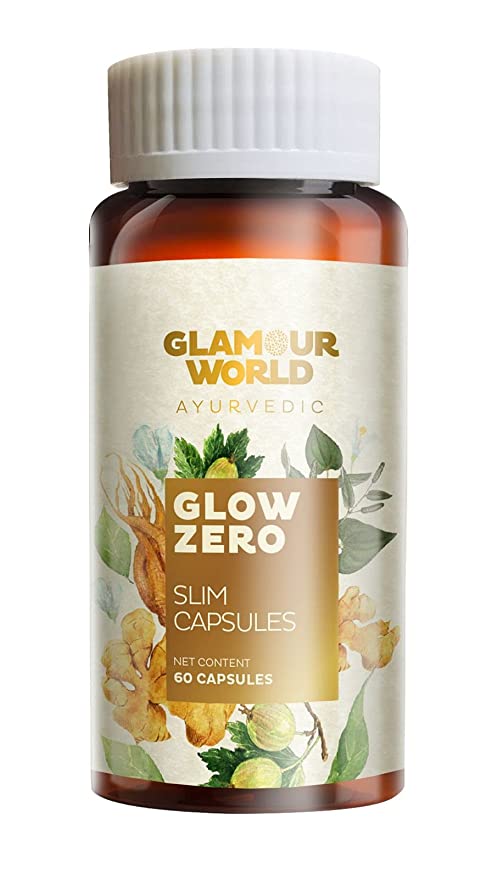 GLAMOUR
WORLD
AYURVEDIC
GLOW
ZERO
SLIM
CAPSULES
NET CONTENT
60 CAPSULES